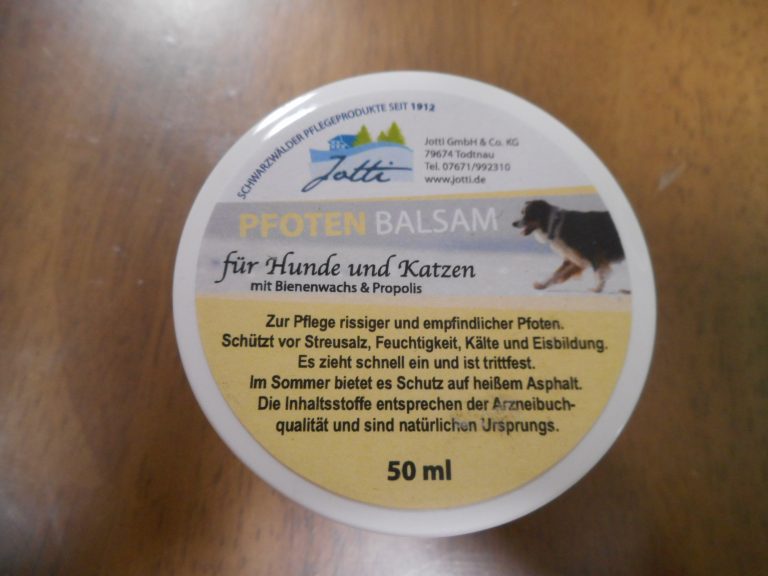 SCHWARZWÄLDER PFLEGEPRODUKTE SEIT 1912
Jotti
Jotti GmbH & Co. KG
79674 Todtnau
Tel. 07671/992310
www.jotti.de
PFOTEN BALSAM
für Hunde und Katzen
mit Bienenwachs & Propolis
Zur Pflege rissiger und empfindlicher Pfoten.
Schützt vor Streusalz, Feuchtigkeit, Kälte und Eisbildung.
Es zieht schnell ein und ist trittfest.
Im Sommer bietet es Schutz auf heißem Asphalt.
Die Inhaltsstoffe entsprechen der Arzneibuch-
qualität und sind natürlichen Ursprungs.
50 ml